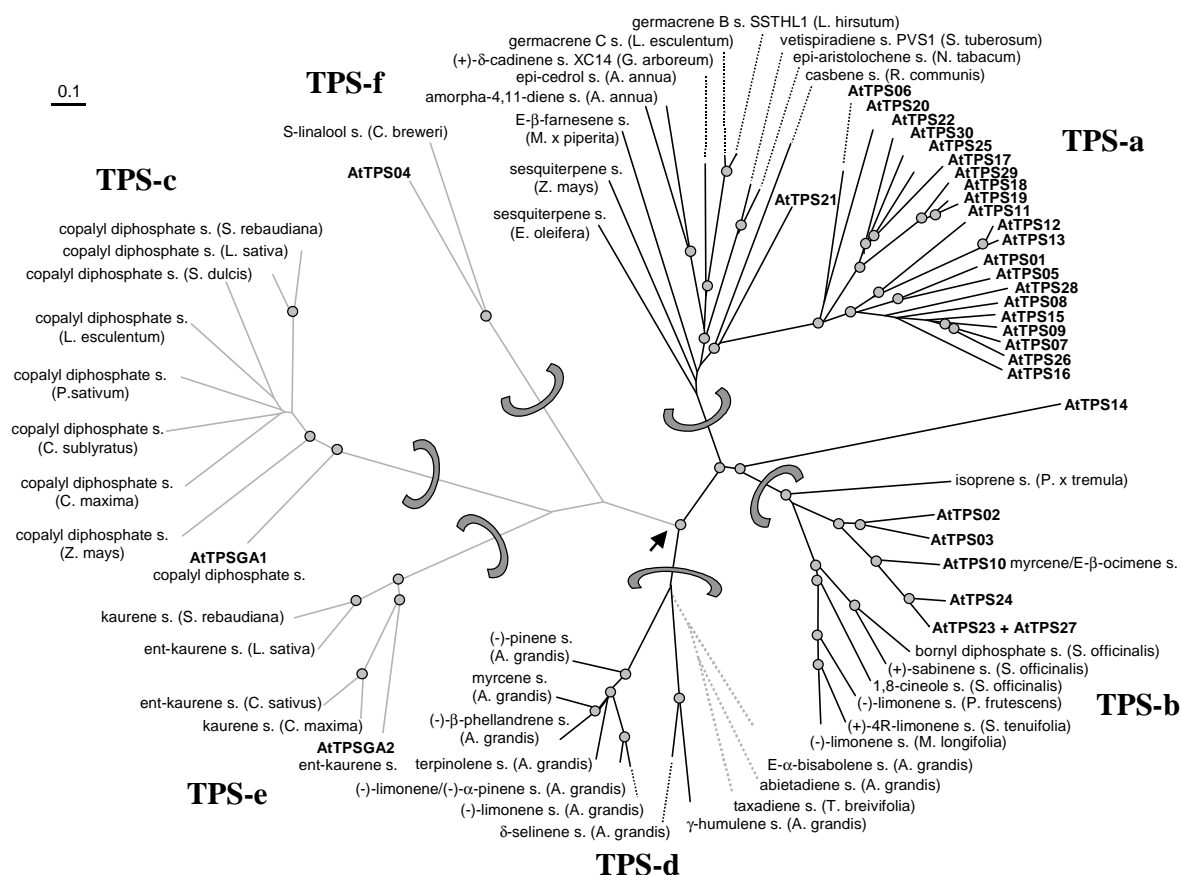 germacrene B s. SSTHL1 (L. hirsutum)
germacrene C s. (L. esculentum)
vetispiradiene s. PVS1 (S. tuberosum)
(+)-δ-cadinene s. XC14 (G. arboreum)
epi-aristolochene s. (N. tabacum)
epi-cedrol s. (A. annua)
casbene s. (R. communis)
amorpha-4,11-diene s. (A. annua)
E-β-farnesene s.
(M. x piperita)
sesquiterpene s.
(Z. mays)
sesquiterpene s.
(E. oleifera)
0.1
TPS-f
S-linalool s. (C. breweri)
AtTPS04
TPS-a
AtTPS06
AtTPS20
AtTPS22
AtTPS30
AtTPS25
AtTPS17
AtTPS29
AtTPS18
AtTPS19
AtTPS11
AtTPS12
AtTPS13
AtTPS01
AtTPS05
AtTPS28
AtTPS08
AtTPS15
AtTPS09
AtTPS07
AtTPS26
AtTPS16
AtTPS21
AtTPS14
TPS-c
copalyl diphosphate s. (S. rebaudiana)
copalyl diphosphate s. (L. sativa)
copalyl diphosphate s. (S. dulcis)
copalyl diphosphate s.
(L. esculentum)
copalyl diphosphate s.
(P.sativum)
copalyl diphosphate s.
(C. sublyratus)
copalyl diphosphate s.
(C. maxima)
copalyl diphosphate s.
(Z. mays)
AtTPSGA1
copalyl diphosphate s.
kaurene s. (S. rebaudiana)
ent-kaurene s. (L. sativa)
ent-kaurene s. (C. sativus)
kaurene s. (C. maxima)
AtTPSGA2
ent-kaurene s.
TPS-e
isoprene s. (P. x tremula)
AtTPS02
AtTPS03
AtTPS10 myrcene/E-β-ocimene s.
AtTPS24
AtTPS23 + AtTPS27
bornyl diphosphate s. (S. officinalis)
(+)-sabinene s. (S. officinalis)
1,8-cineole s. (S. officinalis)
(-)-limonene s. (P. frutescens)
(+)-4R-limonene s. (S. tenuifolia)
(-)-limonene s. (M. longifolia)
TPS-b
(-)-pinene s.
(A. grandis)
myrcene s.
(A. grandis)
(-)-β-phellandrene s.
(A. grandis)
terpinolene s. (A. grandis)
(-)-limonene/(-)-α-pinene s. (A. grandis)
(-)-limonene s. (A. grandis)
δ-selinene s. (A. grandis)
E-α-bisabolene s. (A. grandis)
abietadiene s. (A. grandis)
taxadiene s. (T. breivifolia)
γ-humulene s. (A. grandis)
TPS-d